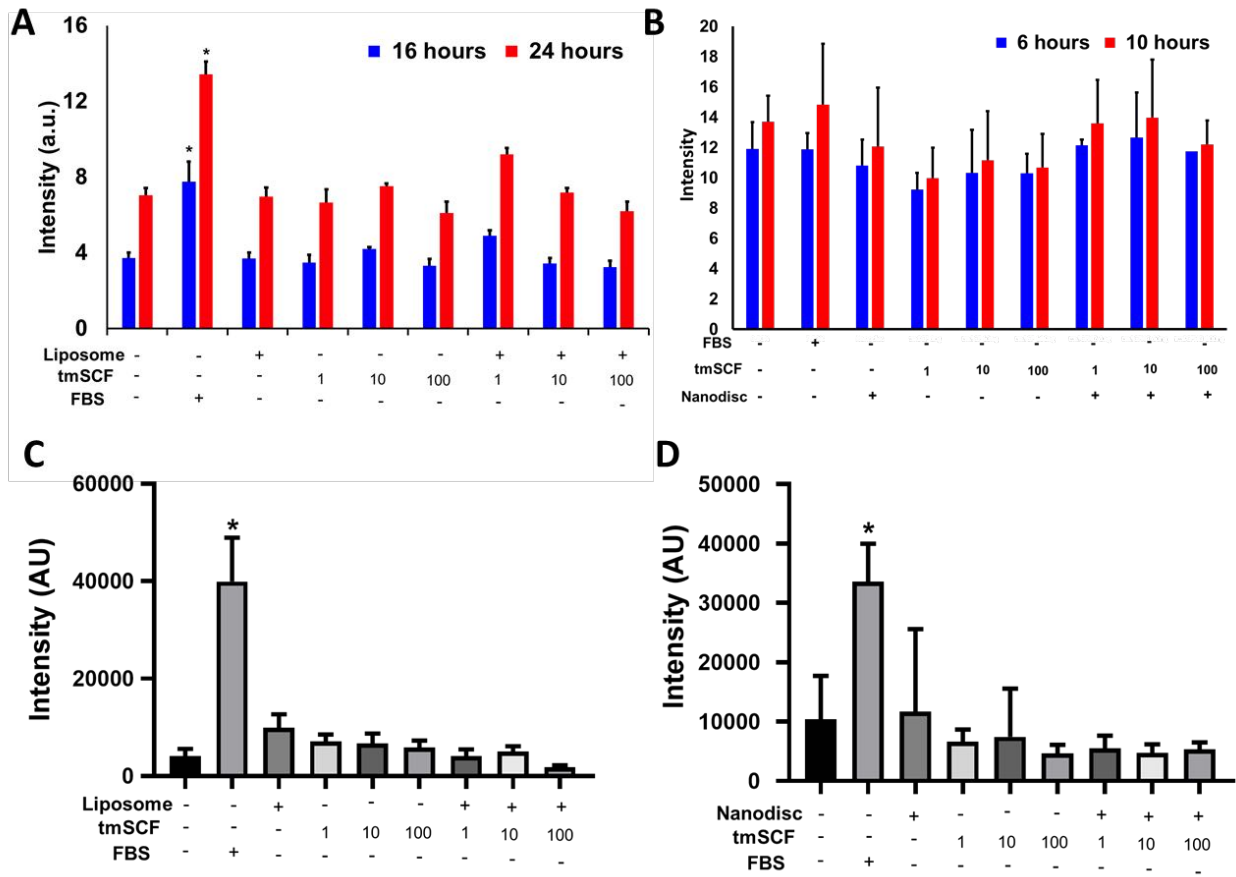 A
16
12
8
4
0
Intensity (a.u.)
16 hours 24 hours
* *
Liposome - - + - - - + + +
tmSCF - - - 1 10 100 1 10 100
FBS - + - - - - - - -
B
20
18
16
14
12
10
8
6
4
2
0
Intensity
6 hours 10 hours
FBS - + - - - - - - -
tmSCF - - - 1 10 100 1 10 100
Nanodisc - - + - - - + + +
C
60000
40000
20000
0
Intensity (AU)
*
Liposome - - + - - - + + +
tmSCF - - - 1 10 100 1 10 100
FBS - + - - - - - - -
D
50000
40000
30000
20000
10000
0
Intensity (AU)
*
Nanodisc - - + - - - + + +
tmSCF - - - 1 10 100 1 10 100
FBS - + - - - - - - -